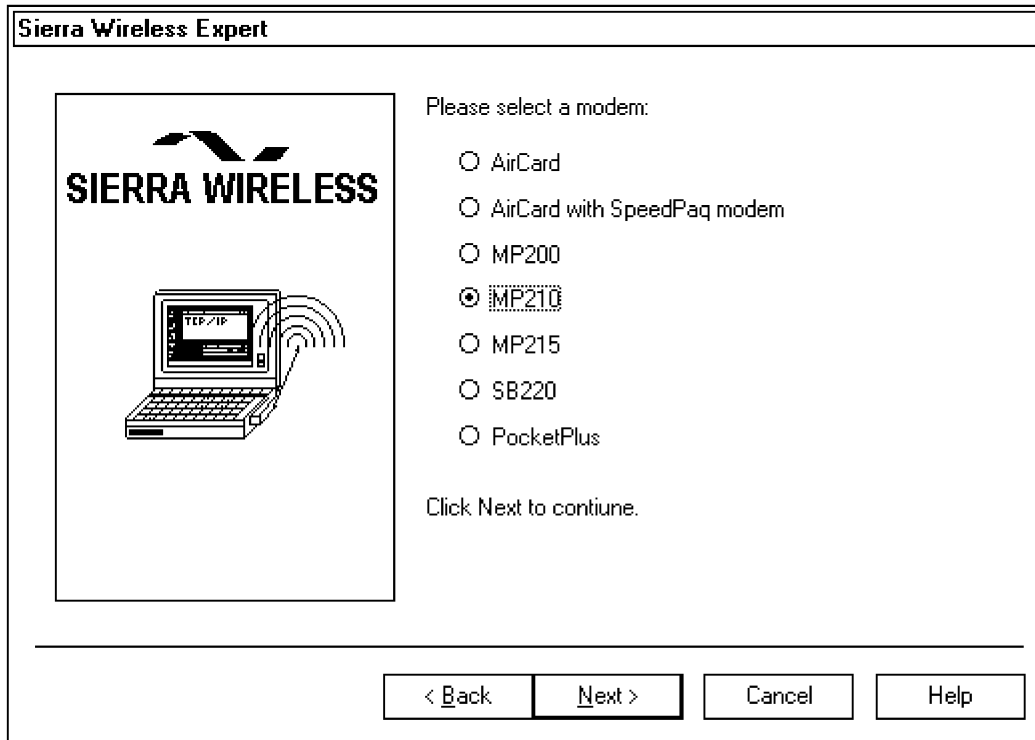 Sierra Wireless Expert
SIERRA WIRELESS
TCP/IP
Please select a modem:
AirCard
AirCard with SpeedPaq modem
MP200
MP210
MP215
SB220
PocketPlus
Click Next to contiune.
< Back
Next >
Cancel
Help